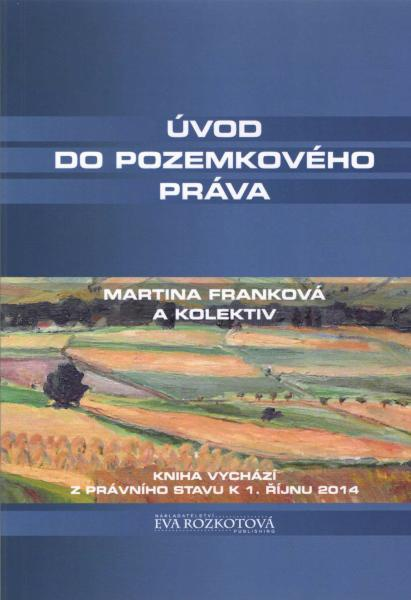 ÚVOD
DO POZEMKOVÉHO
PRÁVA
MARTINA FRANKOVÁ
A KOLEKTIV
KNIHA VYCHÁZÍ
Z PRÁVNÍHO STAVU K 1. ŘÍJNU 2014
NAKLADATELSTVÍ
EVA ROZKOTOVÁ
PUBLISHING